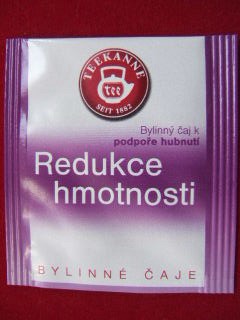 TEEKANNE
tee
SEIT 1882
Bylinný čaj k
podpoře hubnutí
Redukce
hmotnosti
BYLINNÉ ČAJE